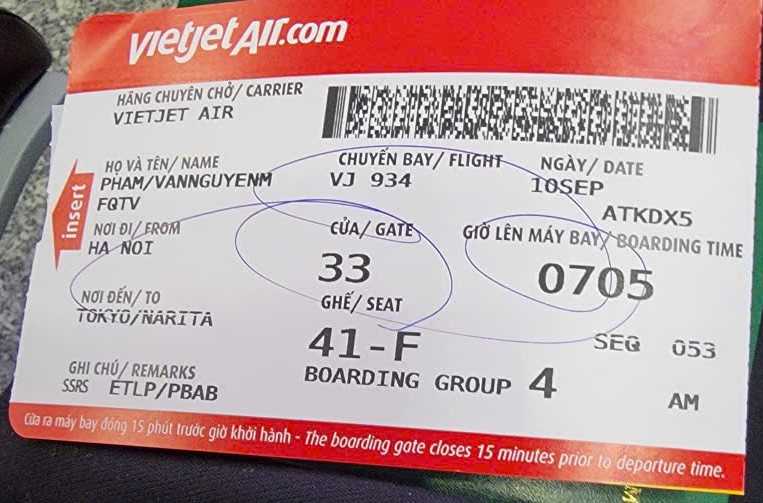 vietjetAir.com
HÃNG CHUYÊN CHỞ/ CARRIER
VIETJET AIR
HỌ VÀ TÊN/ NAME
PHAM/VANNGUYENM
FQTV
CHUYẾN BAY/ FLIGHT
VJ 934
NGÀY/ DATE
10SEP
ATKDX5
insert
NƠI ĐI/ FROM
HA NOI
CỬA/ GATE
33
GIỜ LÊN MÁY BAY/ BOARDING TIME
0705
NƠI ĐẾN/ TO
TOKYO/NARITA
GHẾ/ SEAT
41-F
SEQ 053
GHI CHÚ/ REMARKS
SSRS ETLP/PBAB
BOARDING GROUP 4
AM
Cửa ra máy bay đóng 15 phút trước giờ khởi hành - The boarding gate closes 15 minutes prior to departure time.